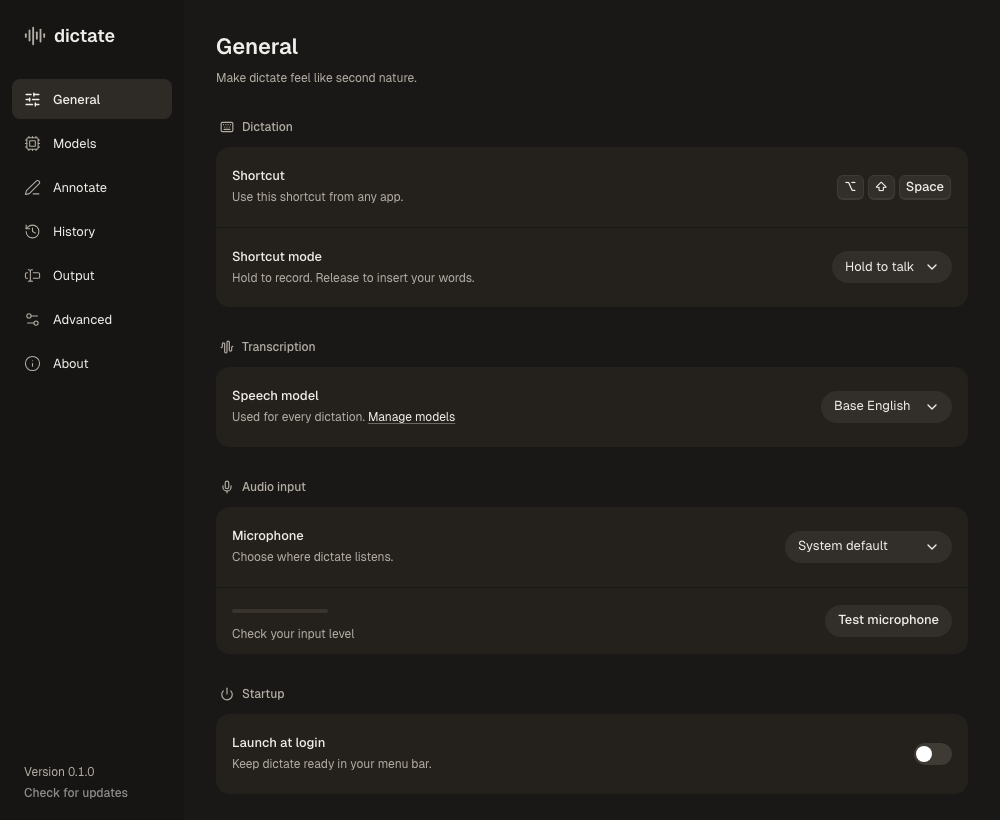 dictate
General
Models
Annotate
History
Output
Advanced
About
Version 0.1.0
Check for updates
General
Make dictate feel like second nature.
Dictation
Shortcut
Use this shortcut from any app.
⌥ ⇧ Space
Shortcut mode
Hold to record. Release to insert your words.
Hold to talk
Transcription
Speech model
Used for every dictation. Manage models
Base English
Audio input
Microphone
Choose where dictate listens.
System default
Check your input level
Test microphone
Startup
Launch at login
Keep dictate ready in your menu bar.